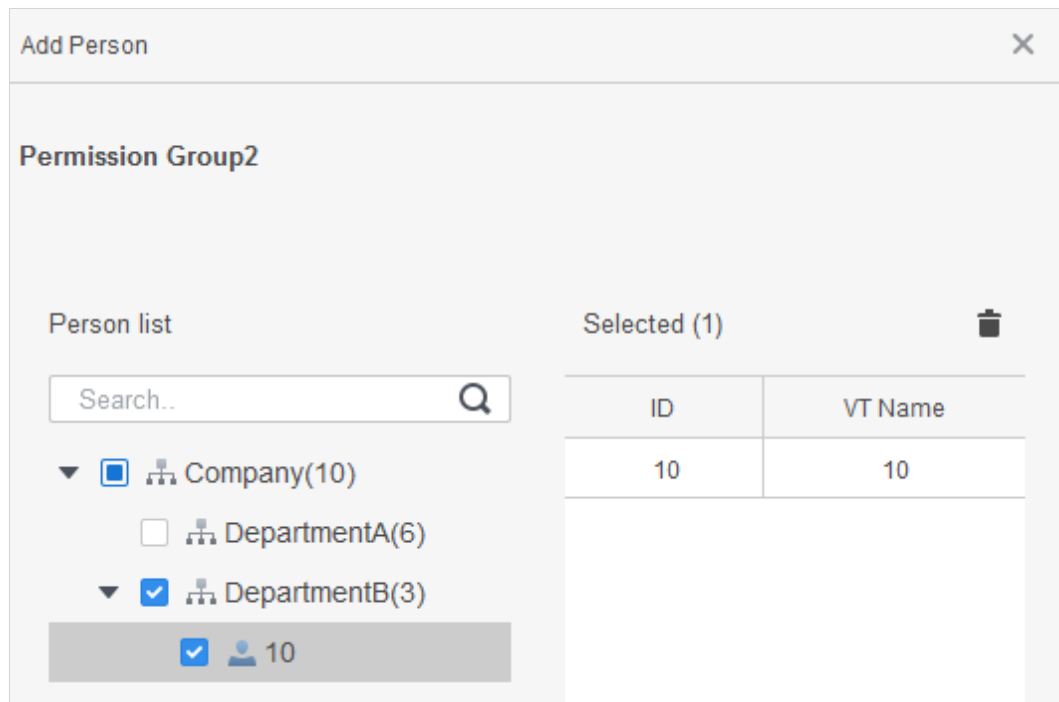 Add Person
Permission Group2
Person list
Search..
Company(10)
DepartmentA(6)
DepartmentB(3)
10
Selected (1)
ID VT Name
10 10